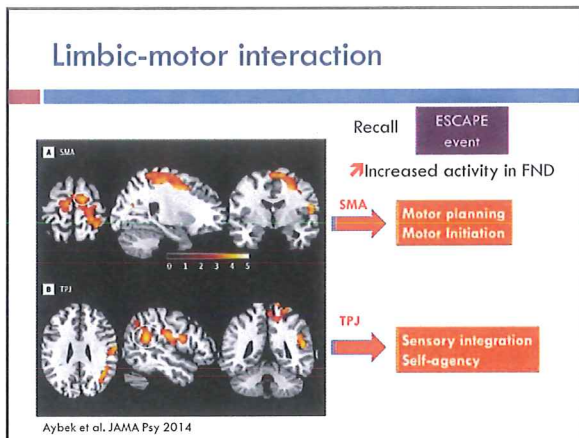 Limbic-motor interaction
Recall
ESCAPE
event
Increased activity in FND
A SMA
SMA
Motor planning
Motor Initiation
0 1 2 3 4 5
B TPJ
TPJ
Sensory integration
Self-agency
Aybek et al. JAMA Psy 2014